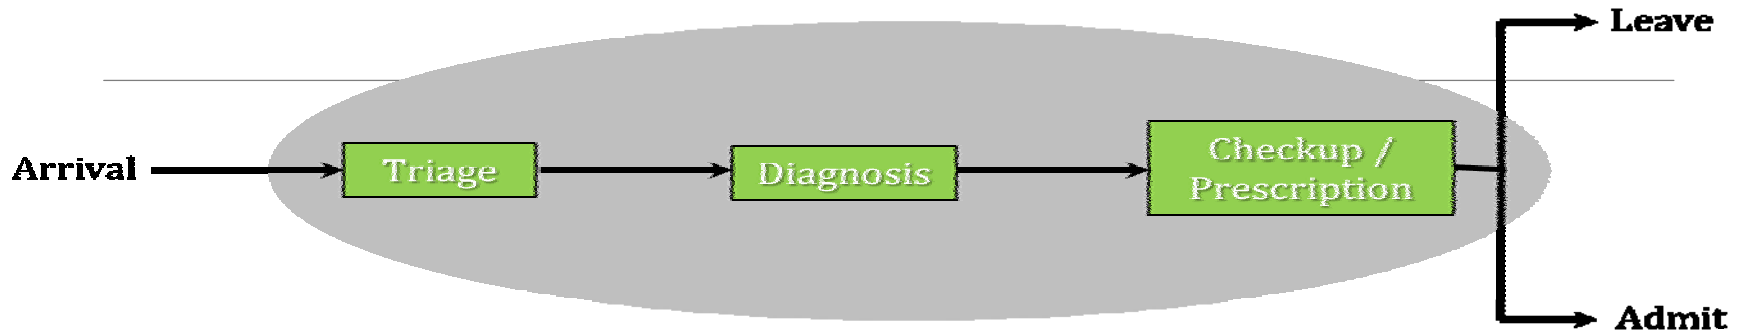 Leave
Arrival
Triage
Diagnosis
Checkup /
Prescription
Admit